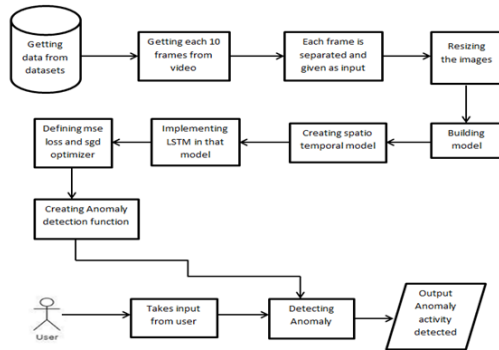 Getting
data from
datasets
Getting each 10
frames from
video
Each frame is
separated and
given as input
Resizing
the images
Defining mse
loss and sgd
optimizer
Implementing
LSTM in that
model
Creating spatio
temporal model
Building
model
Creating Anomaly
detection function
User
Takes input
from user
Detecting
Anomaly
Output
Anomaly
activity
detected